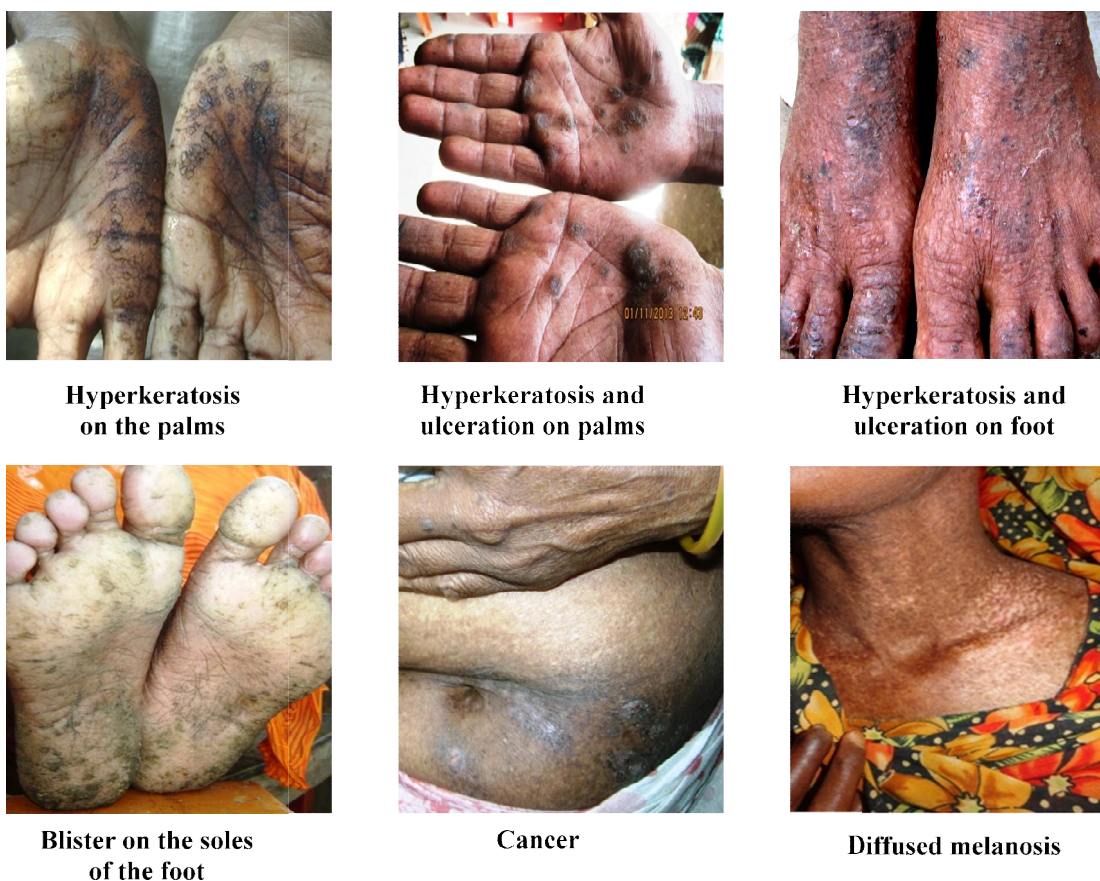 01/11/2013 12:48
Hyperkeratosis
on the palms
Hyperkeratosis and
ulceration on palms
Hyperkeratosis and
ulceration on foot
Blister on the soles
of the foot
Cancer
Diffused melanosis